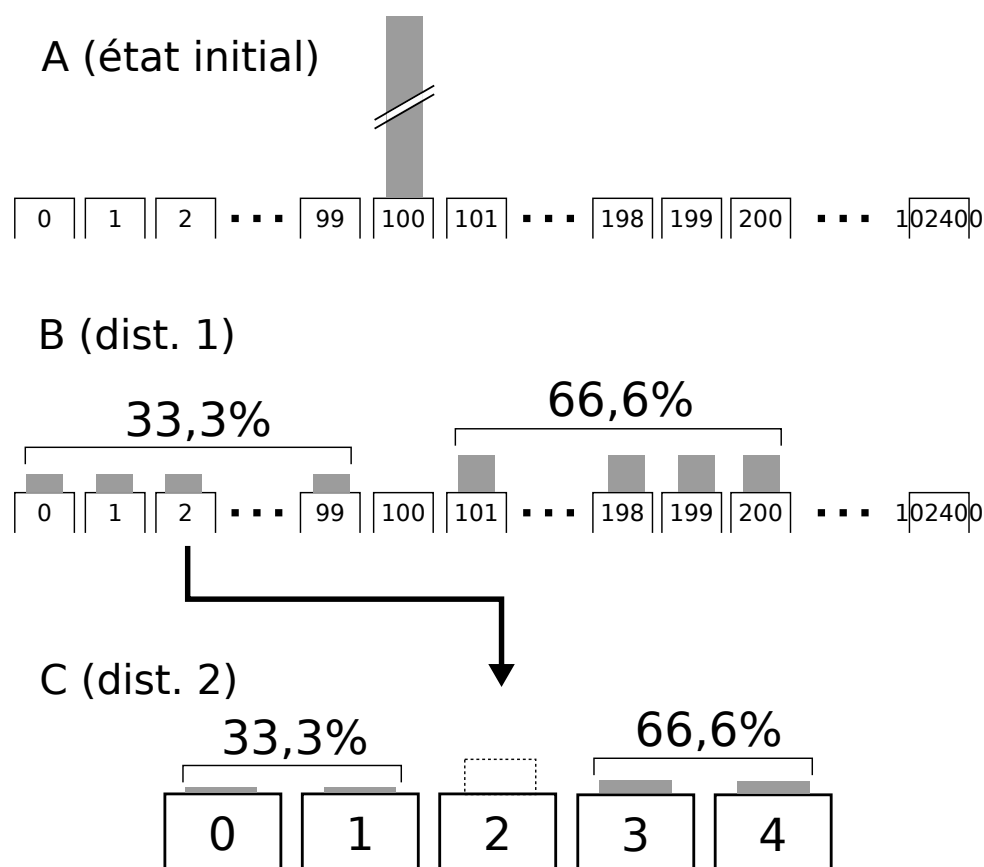 A (état initial)
0 1 2 ... 99 100 101 ... 198 199 200 ... 102400
B (dist. 1)
33,3% 66,6%
0 1 2 ... 99 100 101 ... 198 199 200 ... 102400
C (dist. 2)
33,3% 66,6%
0 1 2 3 4